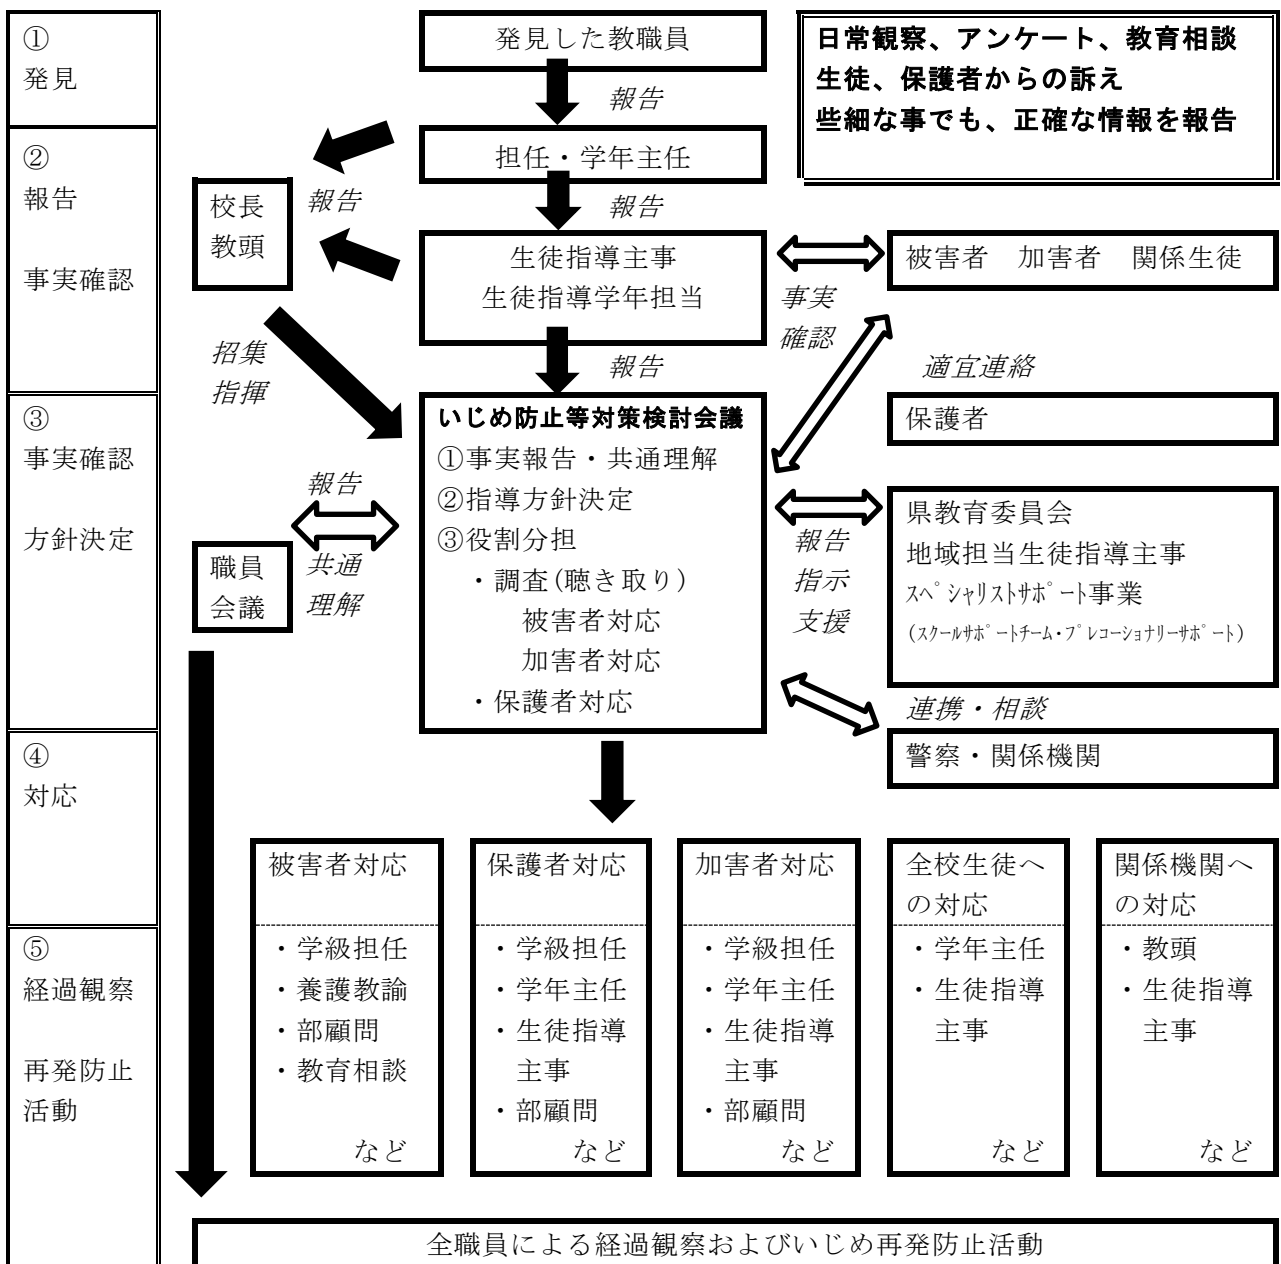 ①
発見
発見した教職員
日常観察、アンケート、教育相談
生徒、保護者からの訴え
些細な事でも、正確な情報を報告
報告
②
報告
事実確認
担任・学年主任
報告
報告
校長
教頭
生徒指導主事
生徒指導学年担当
事実
確認
被害者 加害者 関係生徒
招集
指揮
報告
適宜連絡
保護者
③
事実確認
方針決定
いじめ防止等対策検討会議
①事実報告・共通理解
②指導方針決定
③役割分担
・調査(聴き取り)
被害者対応
加害者対応
・保護者対応
報告
共通
理解
職員
会議
報告
指示
支援
県教育委員会
地域担当生徒指導主事
スペシャリストサポート事業
(スクールサポートチーム・プレコーショナリーサポート)
連携・相談
警察・関係機関
④
対応
被害者対応
・学級担任
・養護教諭
・部顧問
・教育相談
など
保護者対応
・学級担任
・学年主任
・生徒指導
主事
・部顧問
など
加害者対応
・学級担任
・学年主任
・生徒指導
主事
・部顧問
など
全校生徒へ
の対応
・学年主任
・生徒指導
主事
など
関係機関へ
の対応
・教頭
・生徒指導
主事
など
⑤
経過観察
再発防止
活動
全職員による経過観察およびいじめ再発防止活動